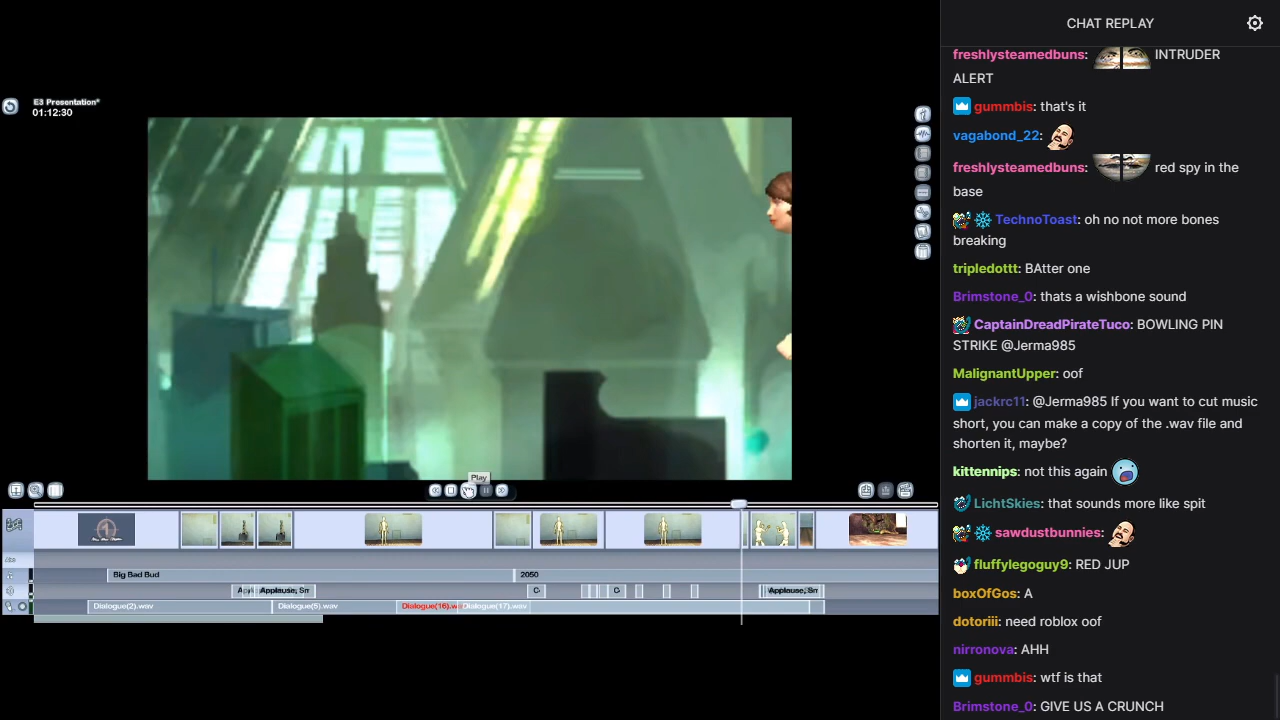 E3 Presentation*
01:12:30
Play
Big Bad Bud
2050
Applause, Sm
C
C
Applause, Sm
Dialogue(2).wav
Dialogue(5).wav
Dialogue(16).w
Dialogue(17).wav
CHAT REPLAY
freshlysteamedbuns: INTRUDER
ALERT
gummbis: that's it
vagabond_22:
freshlysteamedbuns: red spy in the
base
TechnoToast: oh no not more bones
breaking
tripledottt: BAtter one
Brimstone_0: thats a wishbone sound
CaptainDreadPirateTuco: BOWLING PIN
STRIKE @Jerma985
MalignantUpper: oof
jackrc11: @Jerma985 If you want to cut music
short, you can make a copy of the .wav file and
shorten it, maybe?
kittennips: not this again
LichtSkies: that sounds more like spit
sawdustbunnies:
fluffylegoguy9: RED JUP
boxOfGos: A
dotoriii: need roblox oof
nirronova: AHH
gummbis: wtf is that
Brimstone_0: GIVE US A CRUNCH